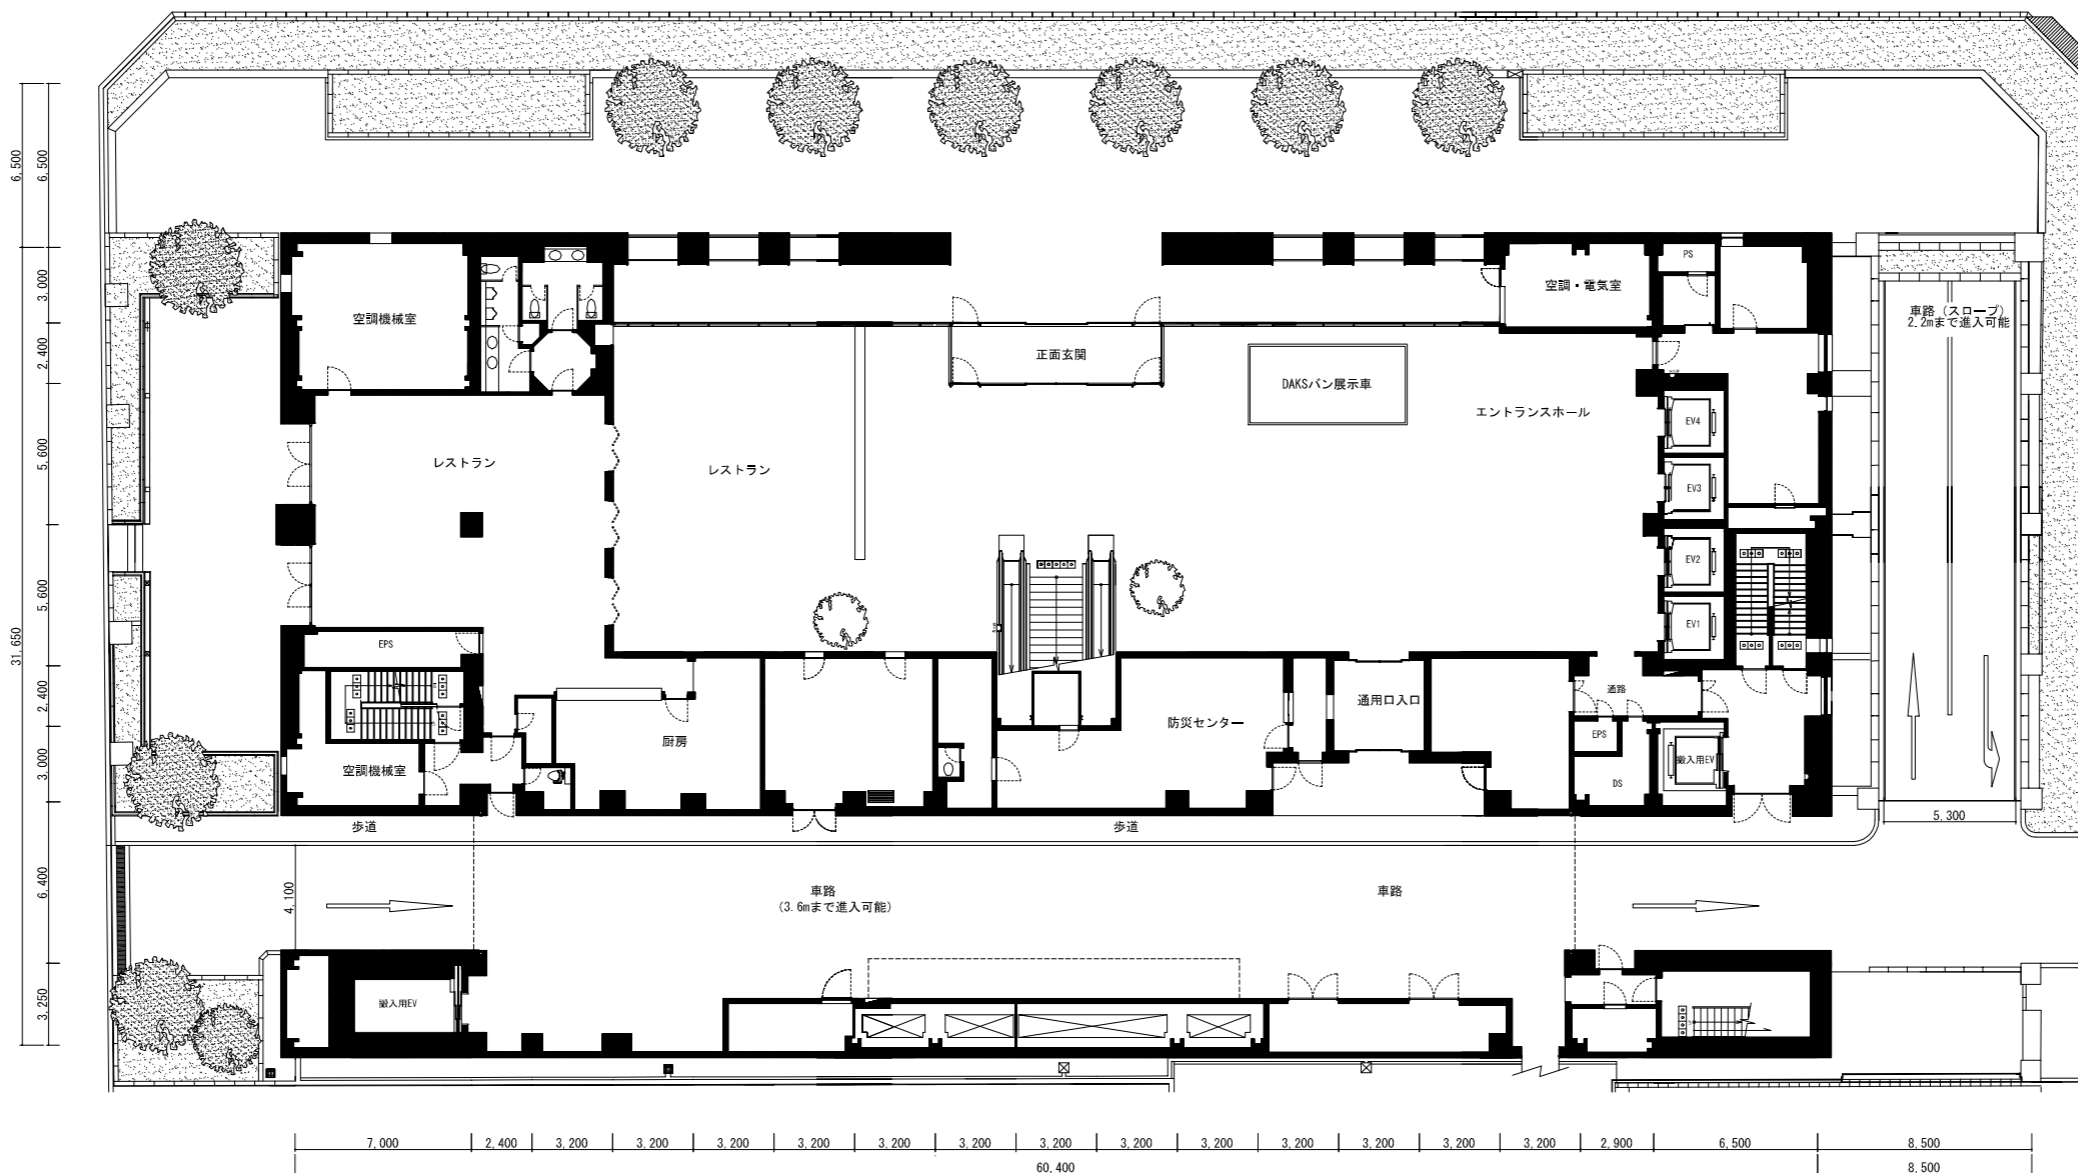 空調機械室
正面玄関
空調・電気室
PS
車路（スロープ）
2.2mまで進入可能
DAKSバン展示車
エントランスホール
レストラン
レストラン
EV4
EV3
EV2
EV1
EPS
空調機械室
厨房
防災センター
通用口入口
通路
EPS
DS
搬入用EV
歩道
歩道
車路
(3.6mまで進入可能)
車路
搬入用EV
6,500
6,500
3,000
2,400
5,600
5,600
31,650
2,400
3,000
6,400
3,250
4,100
5,300
7,000 2,400 3,200 3,200 3,200 3,200 3,200 3,200 3,200 3,200 3,200 3,200 3,200 3,200 3,200 2,900 6,500 8,500
60,400 8,500